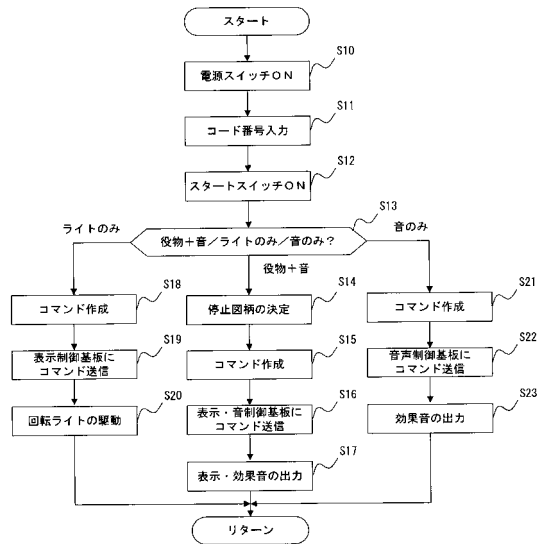 スタート
S10
電源スイッチON
S11
コード番号入力
S12
スタートスイッチON
S13
役物+音/ライトのみ/音のみ?
ライトのみ
役物+音
音のみ
S18
コマンド作成
S19
表示制御基板に
コマンド送信
S20
回転ライトの駆動
S14
停止図柄の決定
S15
コマンド作成
S16
表示・音制御基板に
コマンド送信
S17
表示・効果音の出力
S21
コマンド作成
S22
音声制御基板に
コマンド送信
S23
効果音の出力
リターン